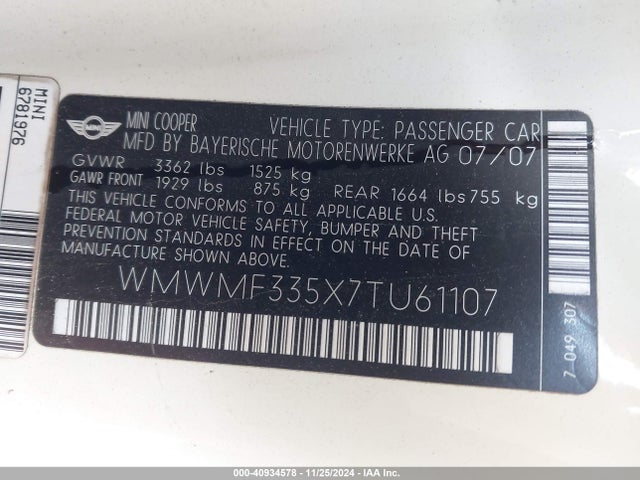 MINI
6781976
MINI
MINI COOPER
VEHICLE TYPE: PASSENGER CAR
MFD BY BAYERISCHE MOTORENWERKE AG 07/07
GVWR 3362 lbs 1525 kg
GAWR FRONT 1929 lbs 875 kg REAR 1664 lbs 755 kg
THIS VEHICLE CONFORMS TO ALL APPLICABLE U.S.
FEDERAL MOTOR VEHICLE SAFETY, BUMPER AND THEFT
PREVENTION STANDARDS IN EFFECT ON THE DATE OF
MANUFACTURE SHOWN ABOVE.
WMWMF335X7TU61107
7 049 307
000-40934578 - 11/25/2024 - IAA Inc.